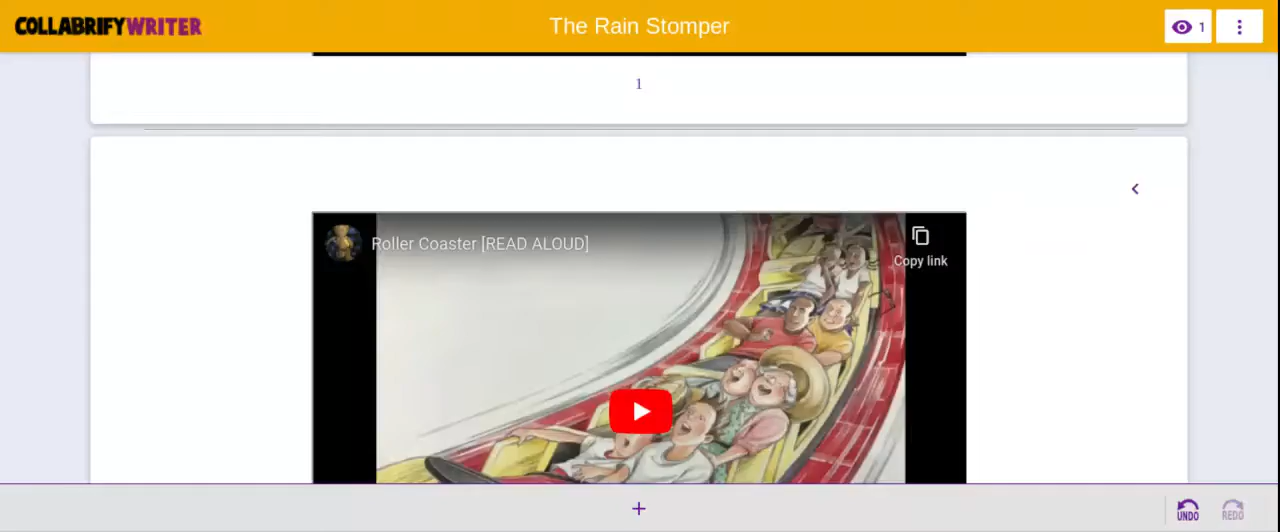 COLLABRIFYWRITER
The Rain Stomper
1
1
Roller Coaster [READ ALOUD]
Copy link
+
UNDO
REDO